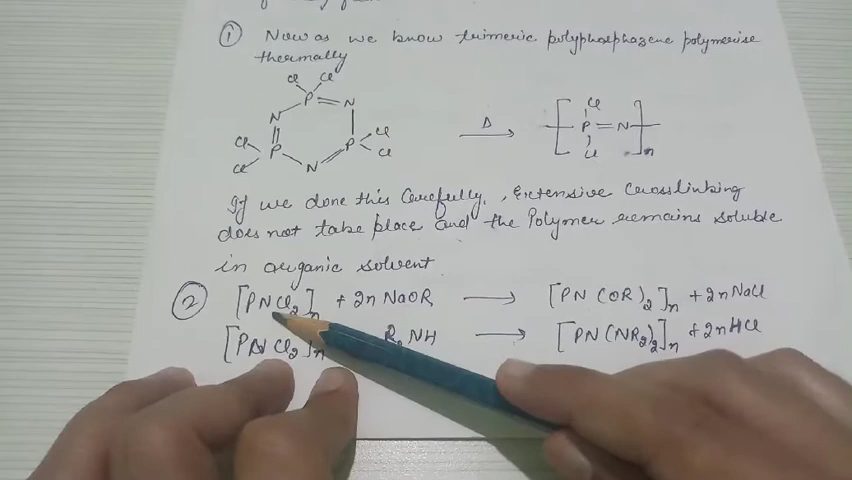 ① Now as we know trimeric polyphosphazene polymerise
thermally
Cl Cl
P N
N
Cl P P Cl
Cl N Cl
Δ
[ Cl P = N Cl ]n
If we done this Carefully, Extensive Crosslinking
does not take place and the Polymer remains soluble
in organic solvent
② [PNCl2]n + 2n NaOR ⟶ [PN(OR)2]n + 2n NaCl
[PNCl2]n R2NH ⟶ [PN(NR2)2]n + 2n HCl